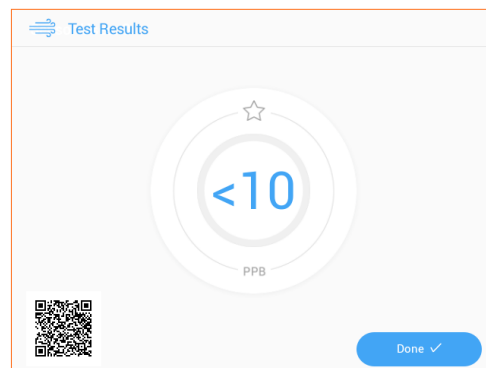 Test Results
<10
PPB
Done ✓